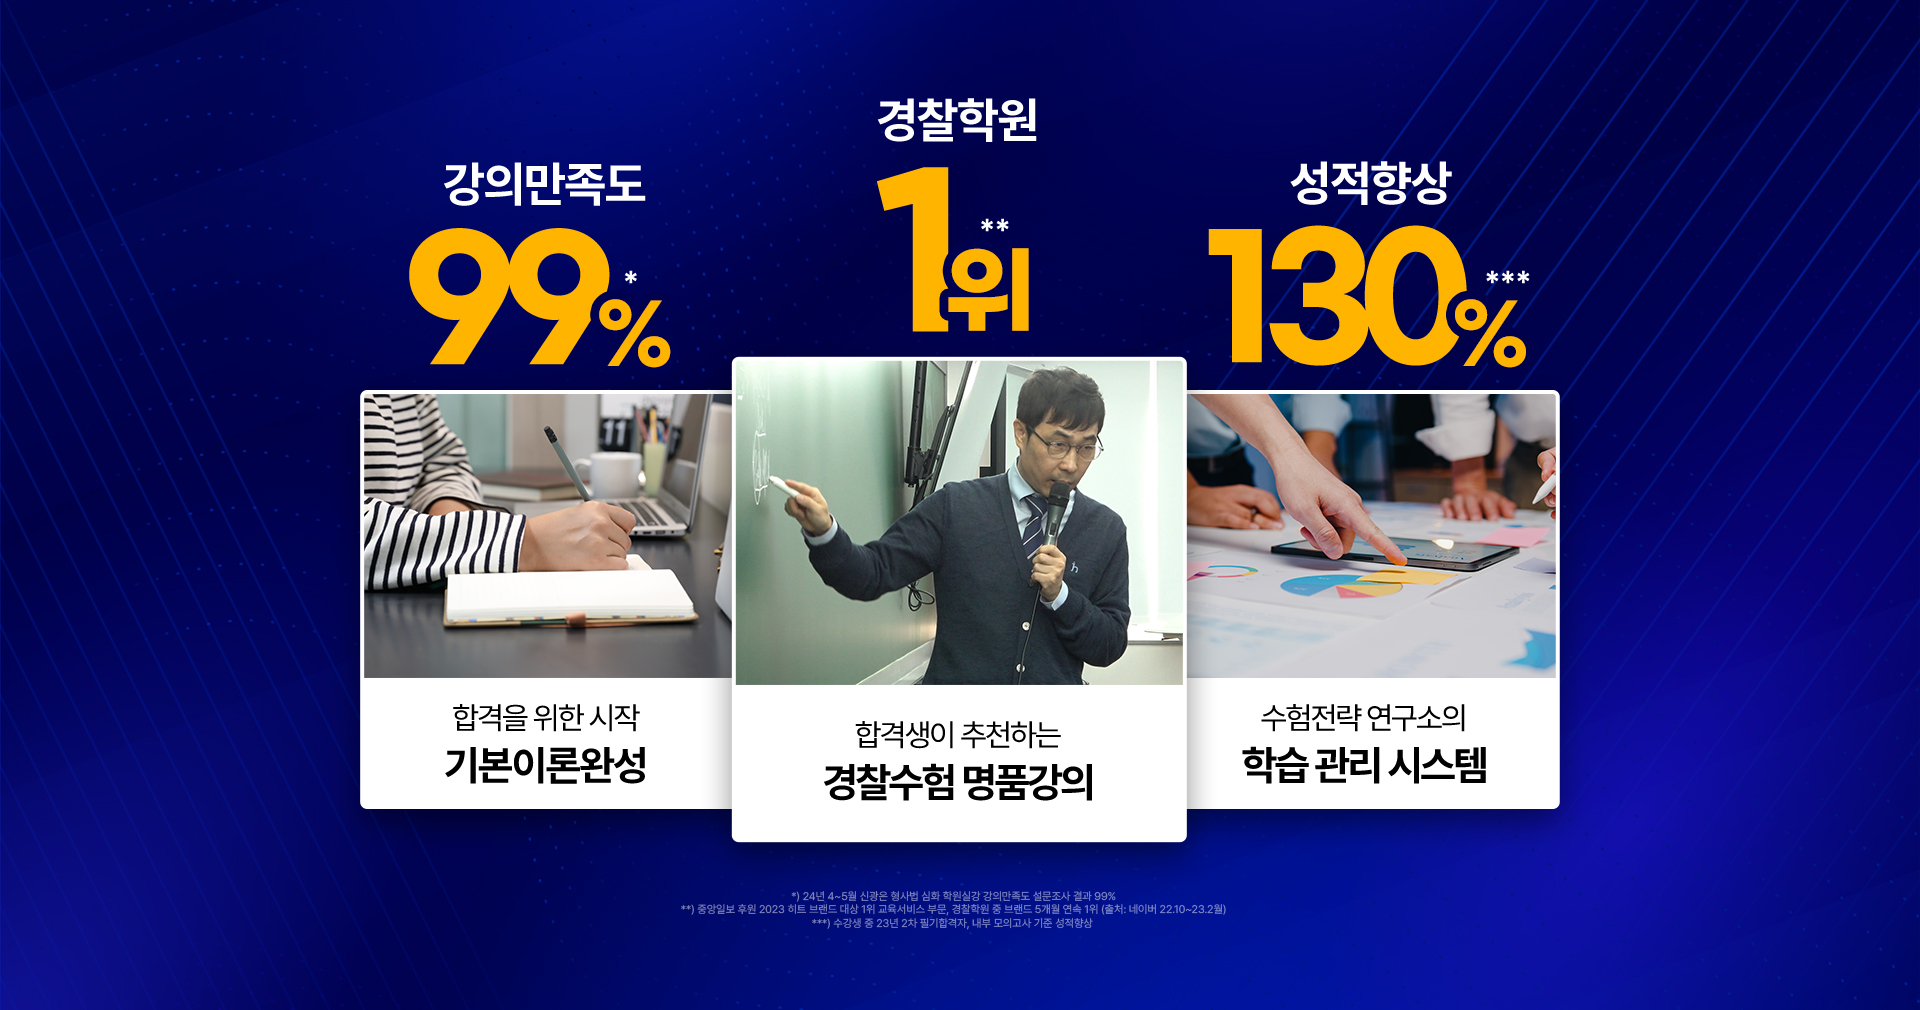 강의만족도
99%*
합격을 위한 시작
기본이론완성
경찰학원
1위**
합격생이 추천하는
경찰수험 명품강의
성적향상
130%***
수험전략 연구소의
학습 관리 시스템
*) 24년 4~5월 신광은 형사법 심화 학원실강 강의만족도 설문조사 결과 99%
**) 중앙일보 후원 2023 히트 브랜드 대상 1위 교육서비스 부문, 경찰학원 중 브랜드 5개월 연속 1위 (출처: 네이버 22.10~23.2월)
***) 수강생 중 23년 2차 필기합격자, 내부 모의고사 기준 성적향상